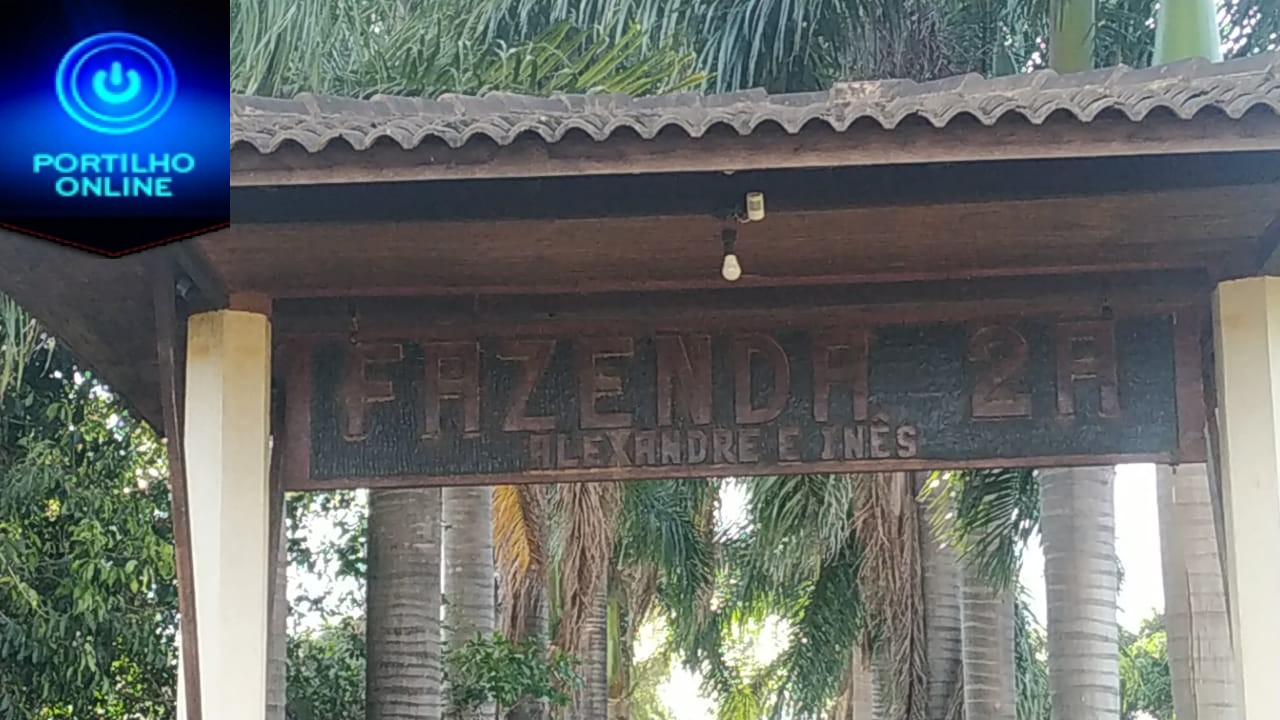 PORTILHO
ONLINE
FAZENDA 2A
ALEXANDRE E INÊS